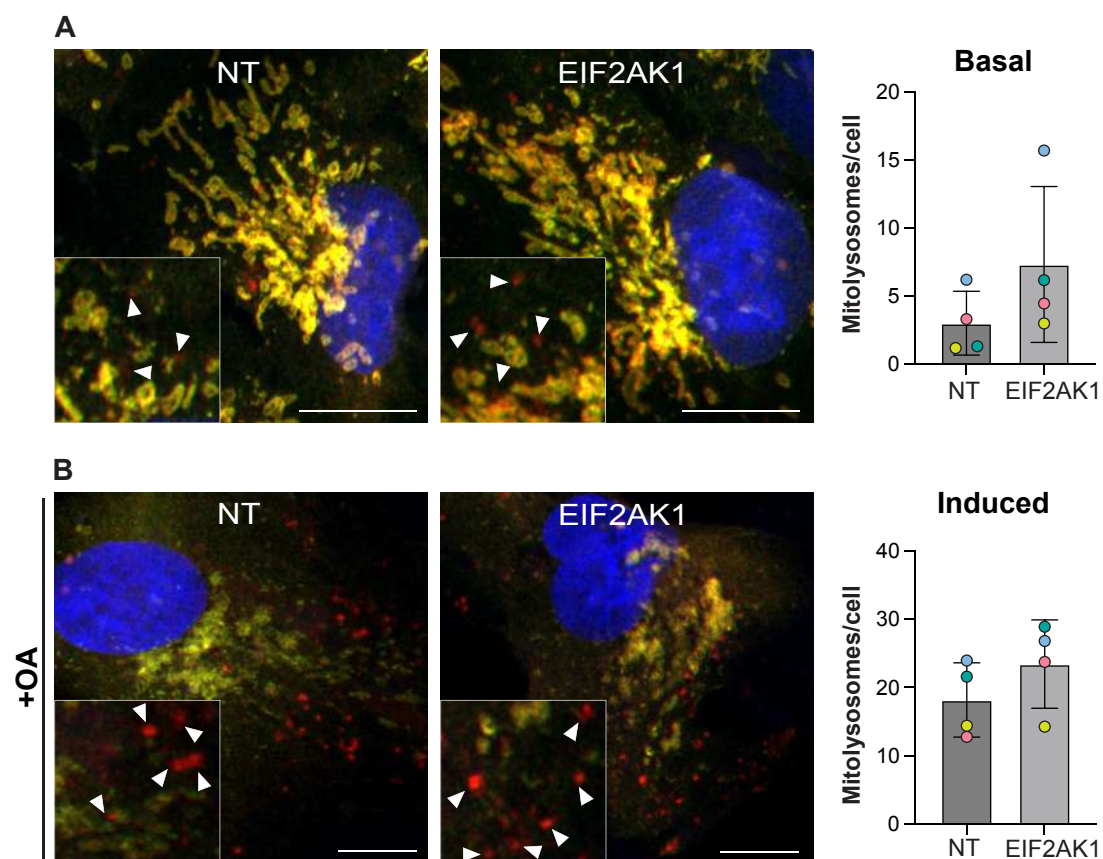 A
NT
EIF2AK1
Basal
Mitolysosomes/cell
20
15
10
5
0
NT
EIF2AK1
B
+OA
NT
EIF2AK1
Induced
Mitolysosomes/cell
40
30
20
10
0
NT
EIF2AK1